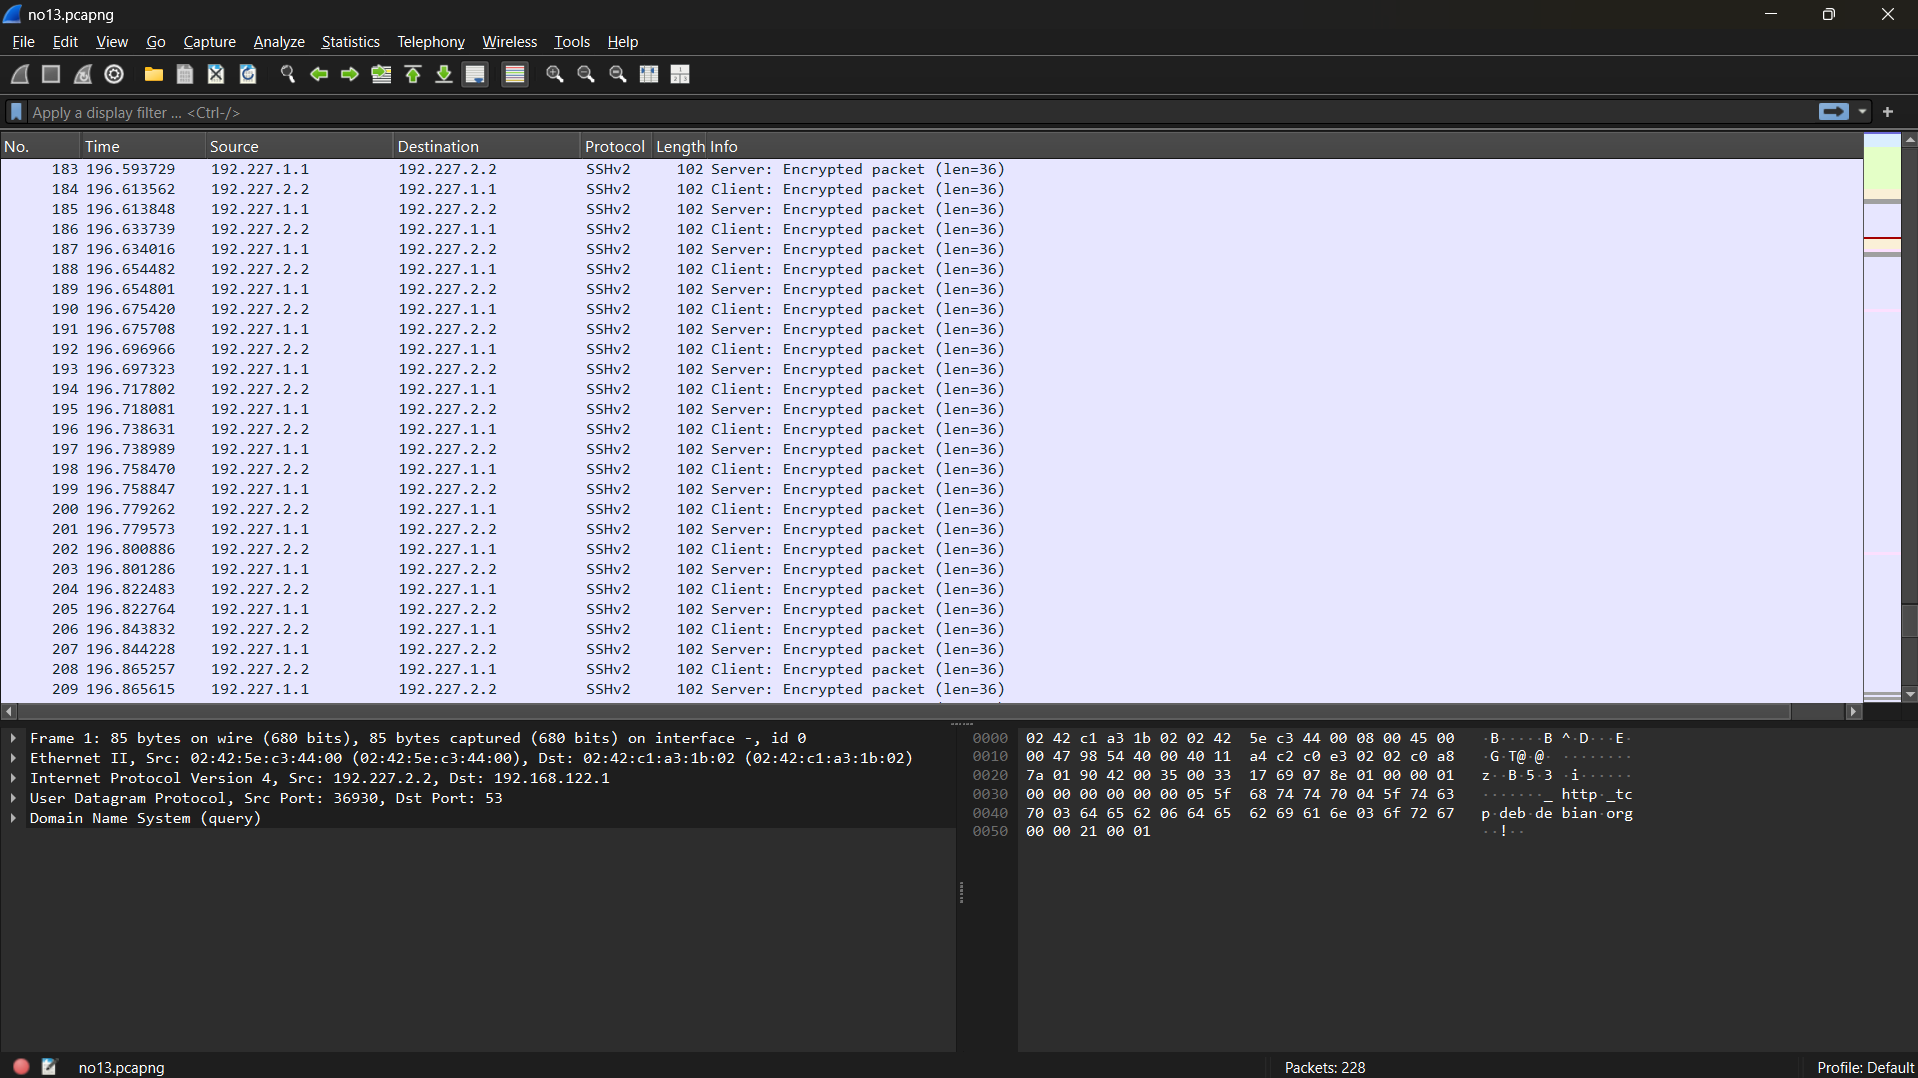 no13.pcapng
File Edit View Go Capture Analyze Statistics Telephony Wireless Tools Help
Apply a display filter ... <Ctrl-/>
No. Time Source Destination Protocol Length Info
183 196.593729 192.227.1.1 192.227.2.2 SSHv2 102 Server: Encrypted packet (len=36)
184 196.613562 192.227.2.2 192.227.1.1 SSHv2 102 Client: Encrypted packet (len=36)
185 196.613848 192.227.1.1 192.227.2.2 SSHv2 102 Server: Encrypted packet (len=36)
186 196.633739 192.227.2.2 192.227.1.1 SSHv2 102 Client: Encrypted packet (len=36)
187 196.634016 192.227.1.1 192.227.2.2 SSHv2 102 Server: Encrypted packet (len=36)
188 196.654482 192.227.2.2 192.227.1.1 SSHv2 102 Client: Encrypted packet (len=36)
189 196.654801 192.227.1.1 192.227.2.2 SSHv2 102 Server: Encrypted packet (len=36)
190 196.675420 192.227.2.2 192.227.1.1 SSHv2 102 Client: Encrypted packet (len=36)
191 196.675708 192.227.1.1 192.227.2.2 SSHv2 102 Server: Encrypted packet (len=36)
192 196.696966 192.227.2.2 192.227.1.1 SSHv2 102 Client: Encrypted packet (len=36)
193 196.697323 192.227.1.1 192.227.2.2 SSHv2 102 Server: Encrypted packet (len=36)
194 196.717802 192.227.2.2 192.227.1.1 SSHv2 102 Client: Encrypted packet (len=36)
195 196.718081 192.227.1.1 192.227.2.2 SSHv2 102 Server: Encrypted packet (len=36)
196 196.738631 192.227.2.2 192.227.1.1 SSHv2 102 Client: Encrypted packet (len=36)
197 196.738989 192.227.1.1 192.227.2.2 SSHv2 102 Server: Encrypted packet (len=36)
198 196.758470 192.227.2.2 192.227.1.1 SSHv2 102 Client: Encrypted packet (len=36)
199 196.758847 192.227.1.1 192.227.2.2 SSHv2 102 Server: Encrypted packet (len=36)
200 196.779262 192.227.2.2 192.227.1.1 SSHv2 102 Client: Encrypted packet (len=36)
201 196.779573 192.227.1.1 192.227.2.2 SSHv2 102 Server: Encrypted packet (len=36)
202 196.800886 192.227.2.2 192.227.1.1 SSHv2 102 Client: Encrypted packet (len=36)
203 196.801286 192.227.1.1 192.227.2.2 SSHv2 102 Server: Encrypted packet (len=36)
204 196.822483 192.227.2.2 192.227.1.1 SSHv2 102 Client: Encrypted packet (len=36)
205 196.822764 192.227.1.1 192.227.2.2 SSHv2 102 Server: Encrypted packet (len=36)
206 196.843832 192.227.2.2 192.227.1.1 SSHv2 102 Client: Encrypted packet (len=36)
207 196.844228 192.227.1.1 192.227.2.2 SSHv2 102 Server: Encrypted packet (len=36)
208 196.865257 192.227.2.2 192.227.1.1 SSHv2 102 Client: Encrypted packet (len=36)
209 196.865615 192.227.1.1 192.227.2.2 SSHv2 102 Server: Encrypted packet (len=36)
Frame 1: 85 bytes on wire (680 bits), 85 bytes captured (680 bits) on interface -, id 0
Ethernet II, Src: 02:42:5e:c3:44:00 (02:42:5e:c3:44:00), Dst: 02:42:c1:a3:1b:02 (02:42:c1:a3:1b:02)
Internet Protocol Version 4, Src: 192.227.2.2, Dst: 192.168.122.1
User Datagram Protocol, Src Port: 36930, Dst Port: 53
Domain Name System (query)
0000 02 42 c1 a3 1b 02 02 42 5e c3 44 00 08 00 45 00 ·B·····B ^·D···E·
0010 00 47 98 54 40 00 40 11 a4 c2 c0 e3 02 02 c0 a8 ·G·T@·@· ········
0020 7a 01 90 42 00 35 00 33 17 69 07 8e 01 00 00 01 z··B·5·3 ·i······
0030 00 00 00 00 00 00 05 5f 68 74 74 70 04 5f 74 63 ·······_ http·_tc
0040 70 03 64 65 62 06 64 65 62 69 61 6e 03 6f 72 67 p·deb·de bian·org
0050 00 00 21 00 01 ··!··
no13.pcapng Packets: 228 Profile: Default